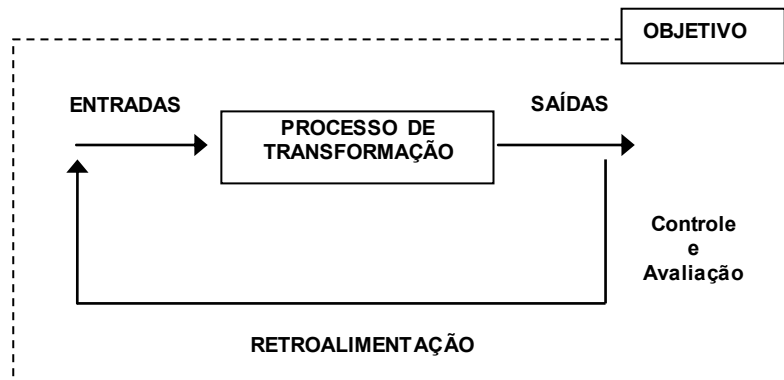 OBJETIVO
ENTRADAS
SAÍDAS
PROCESSO DE
TRANSFORMAÇÃO
Controle
e
Avaliação
RETROALIMENTAÇÃO